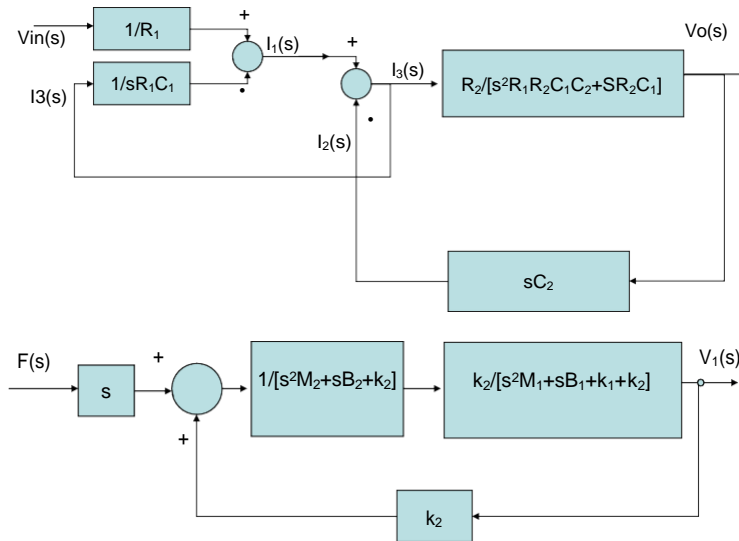 Vin(s)
1/R₁
+
I₁(s)
+
Vo(s)
I3(s)
1/sR₁C₁
I₃(s)
R₂/[s²R₁R₂C₁C₂+SR₂C₁]
I₂(s)
sC₂
F(s)
s
+
1/[s²M₂+sB₂+k₂]
k₂/[s²M₁+sB₁+k₁+k₂]
V₁(s)
+
k₂